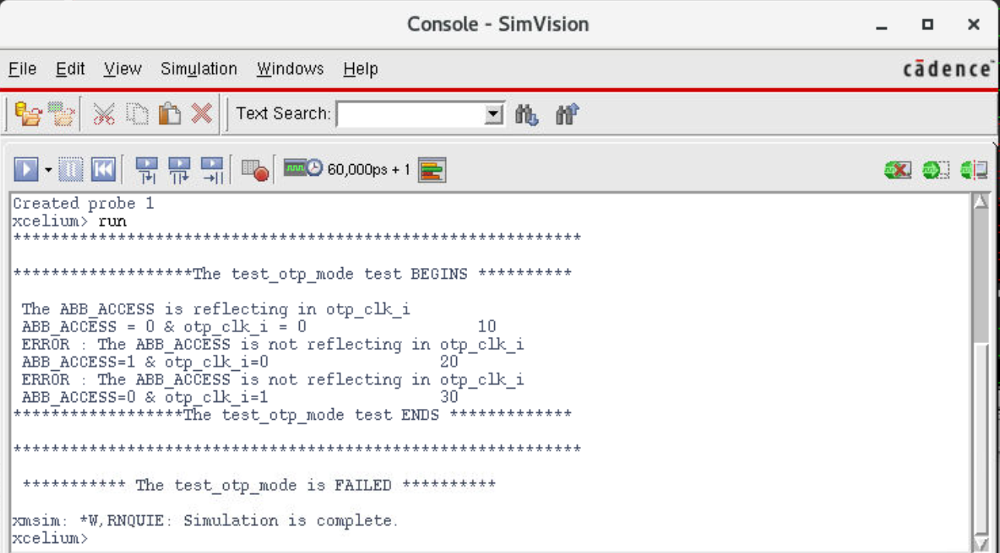 Console - SimVision
File Edit View Simulation Windows Help
cādence
Text Search:
60,000ps + 1
Created probe 1
xcelium> run
************************************************************
*******************The test_otp_mode test BEGINS **********
The ABB_ACCESS is reflecting in otp_clk_i
ABB_ACCESS = 0 & otp_clk_i = 0                  10
ERROR : The ABB_ACCESS is not reflecting in otp_clk_i
ABB_ACCESS=1 & otp_clk_i=0                  20
ERROR : The ABB_ACCESS is not reflecting in otp_clk_i
ABB_ACCESS=0 & otp_clk_i=1                  30
******************The test_otp_mode test ENDS *************
************************************************************
*********** The test_otp_mode is FAILED **********
xmsim: *W,RNQUIE: Simulation is complete.
xcelium>